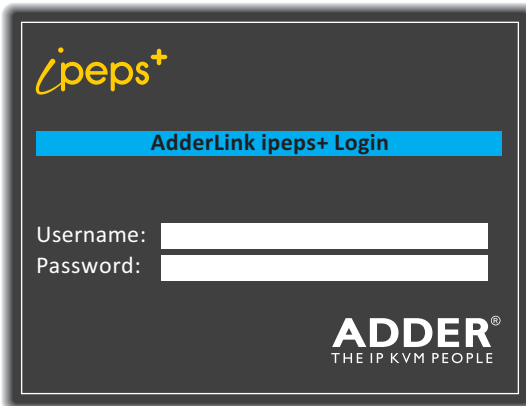 ipeps+
AdderLink ipeps+ Login
Username:
Password:
ADDER®
THE IP KVM PEOPLE